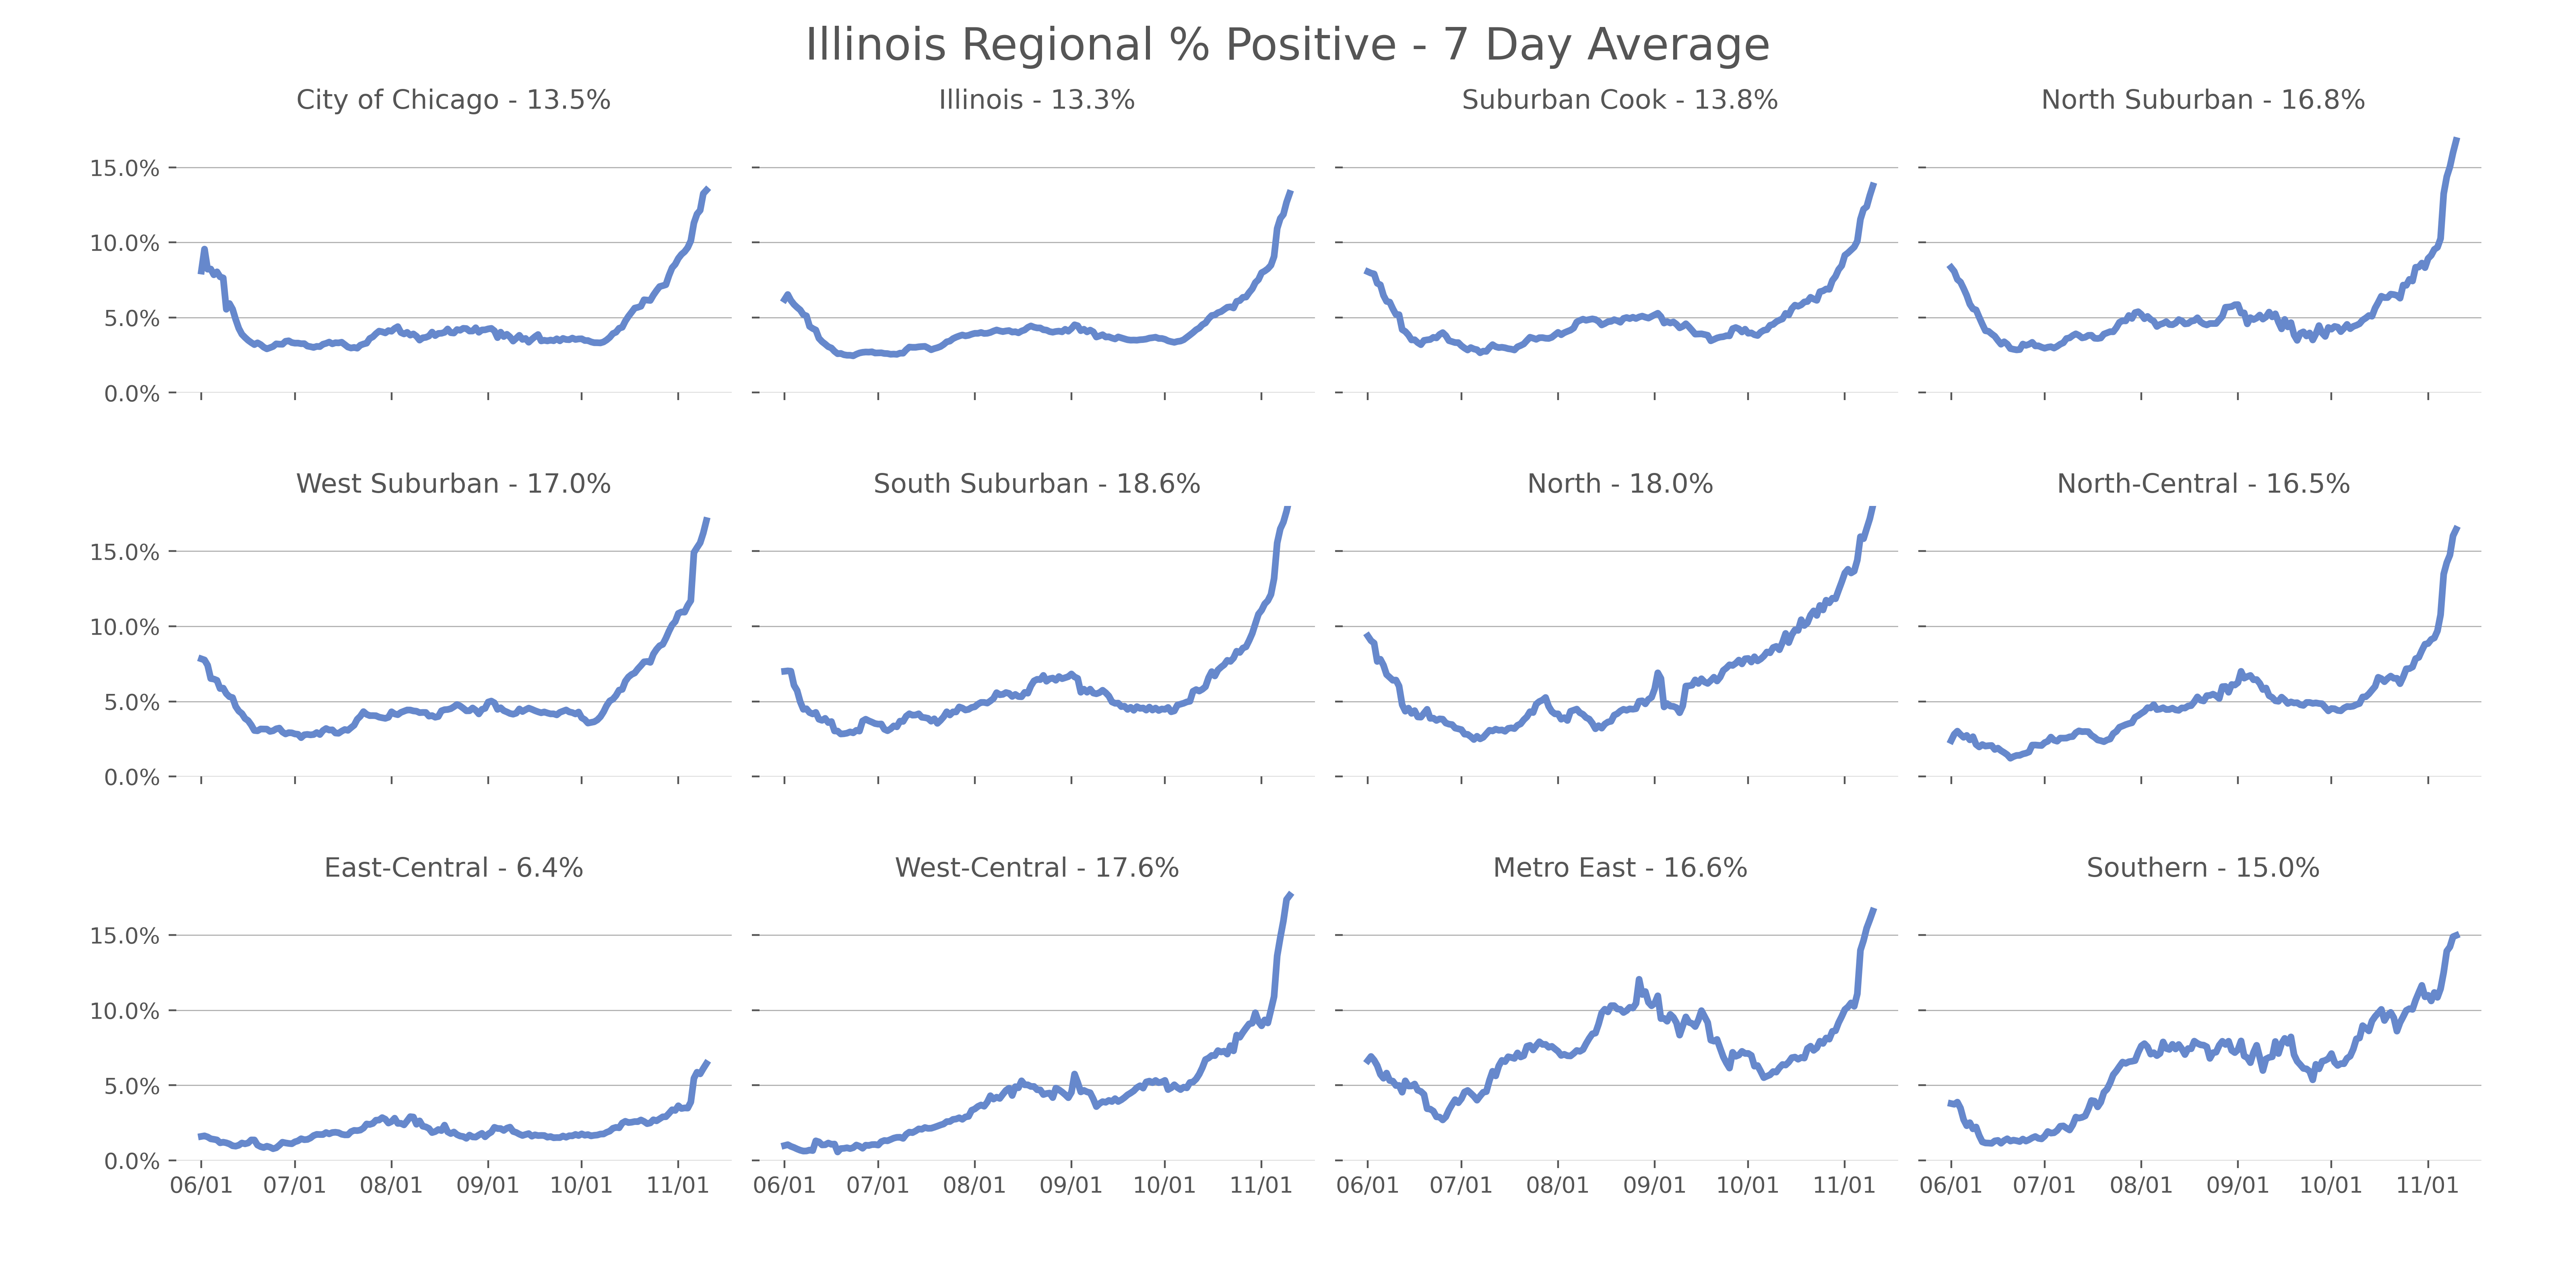 Illinois Regional % Positive - 7 Day Average
City of Chicago - 13.5%
Illinois - 13.3%
Suburban Cook - 13.8%
North Suburban - 16.8%
15.0%
10.0%
5.0%
0.0%
West Suburban - 17.0%
South Suburban - 18.6%
North - 18.0%
North-Central - 16.5%
15.0%
10.0%
5.0%
0.0%
East-Central - 6.4%
West-Central - 17.6%
Metro East - 16.6%
Southern - 15.0%
15.0%
10.0%
5.0%
0.0%
06/01 07/01 08/01 09/01 10/01 11/01
06/01 07/01 08/01 09/01 10/01 11/01
06/01 07/01 08/01 09/01 10/01 11/01
06/01 07/01 08/01 09/01 10/01 11/01